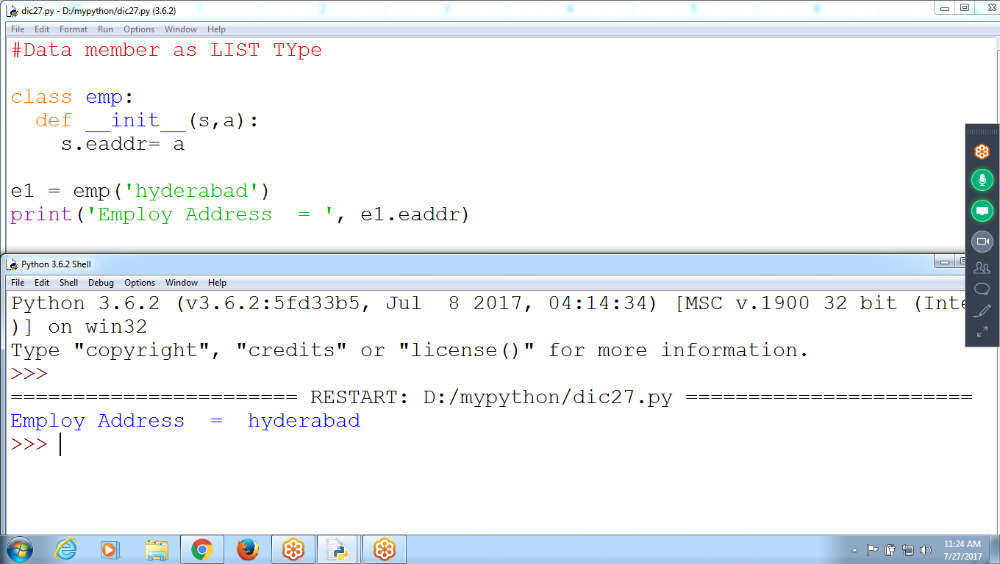 dic27.py - D:/mypython/dic27.py (3.6.2)
File Edit Format Run Options Window Help
#Data member as LIST TYpe
class emp:
  def __init__(s,a):
    s.eaddr= a
e1 = emp('hyderabad')
print('Employ Address  = ', e1.eaddr)
Python 3.6.2 Shell
File Edit Shell Debug Options Window Help
Python 3.6.2 (v3.6.2:5fd33b5, Jul  8 2017, 04:14:34) [MSC v.1900 32 bit (Inte
)] on win32
Type "copyright", "credits" or "license()" for more information.
>>>
======================= RESTART: D:/mypython/dic27.py =======================
Employ Address  =  hyderabad
>>>
11:24 AM
7/27/2017